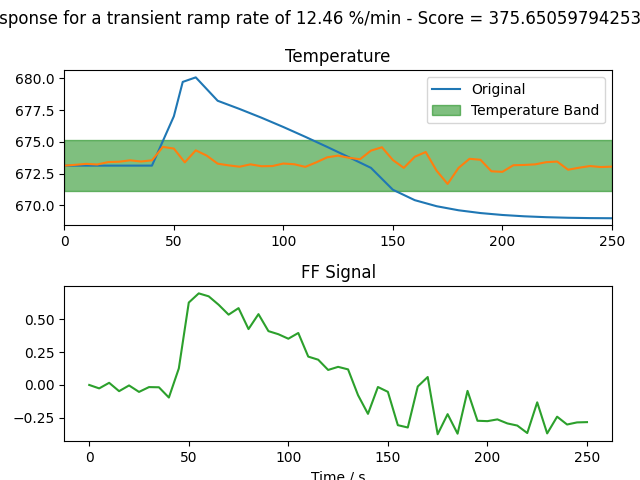 sponse for a transient ramp rate of 12.46 %/min - Score = 375.65059794253
Temperature
680.0
677.5
675.0
672.5
670.0
Original
Temperature Band
0 50 100 150 200 250
FF Signal
0.50
0.25
0.00
−0.25
0 50 100 150 200 250
Time / s